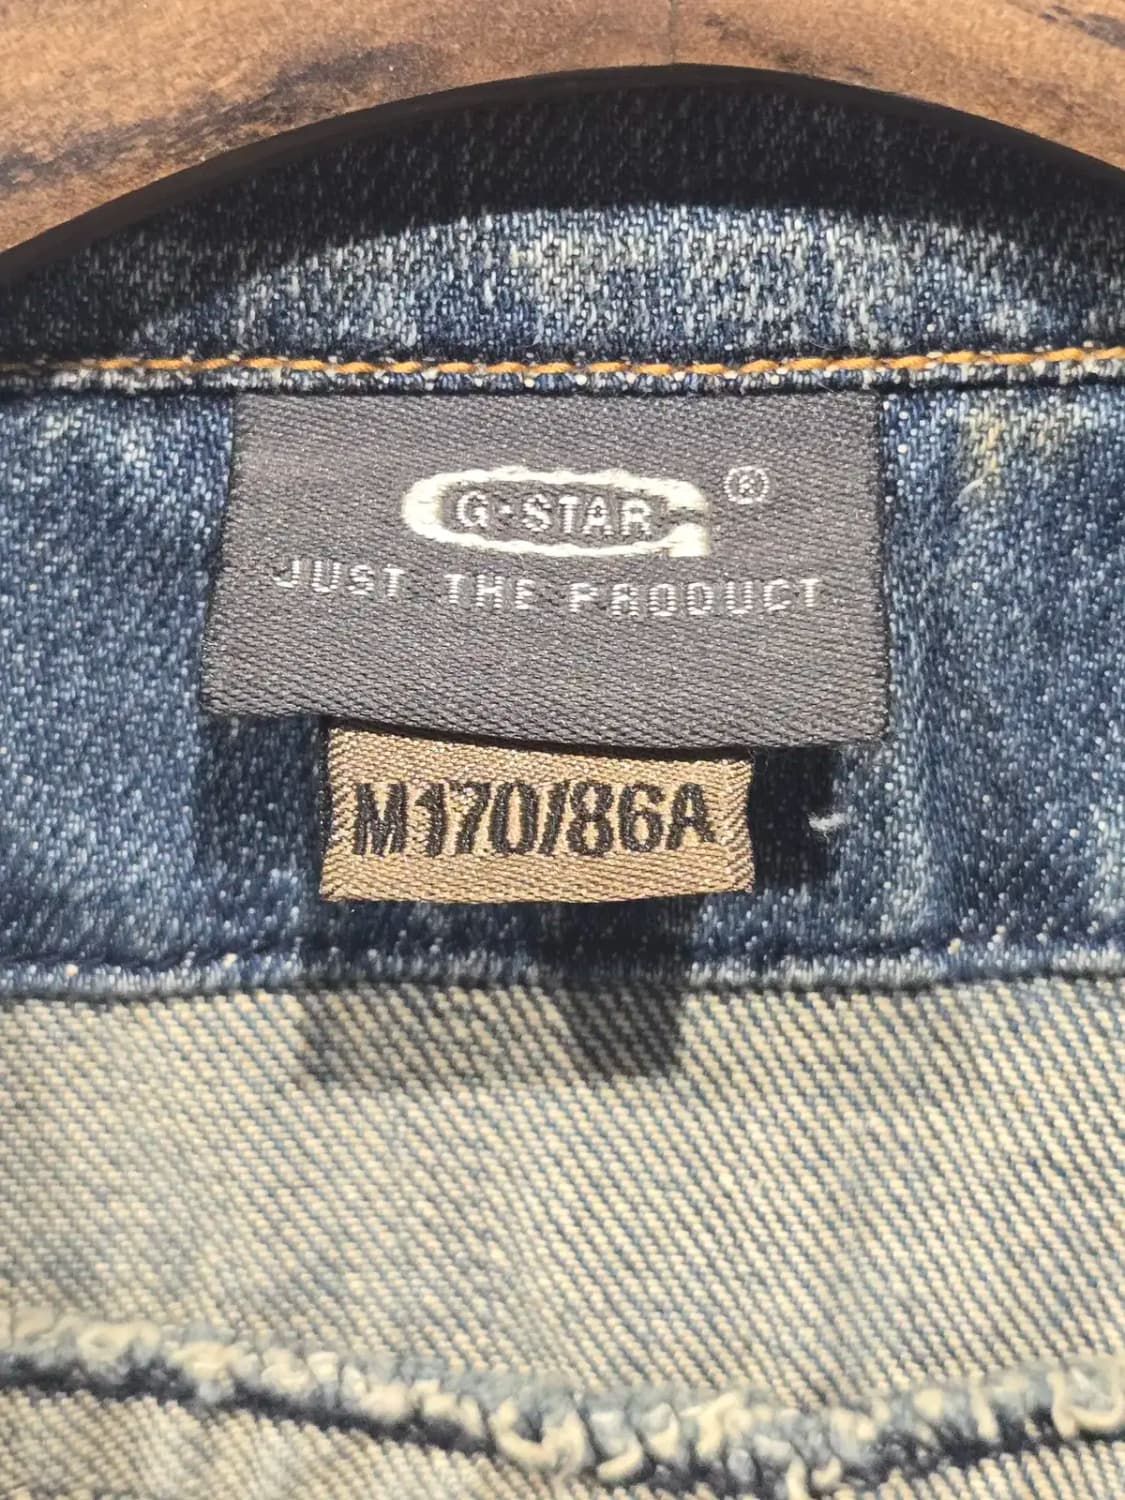 G·STAR ®
JUST THE PRODUCT
M170/86A